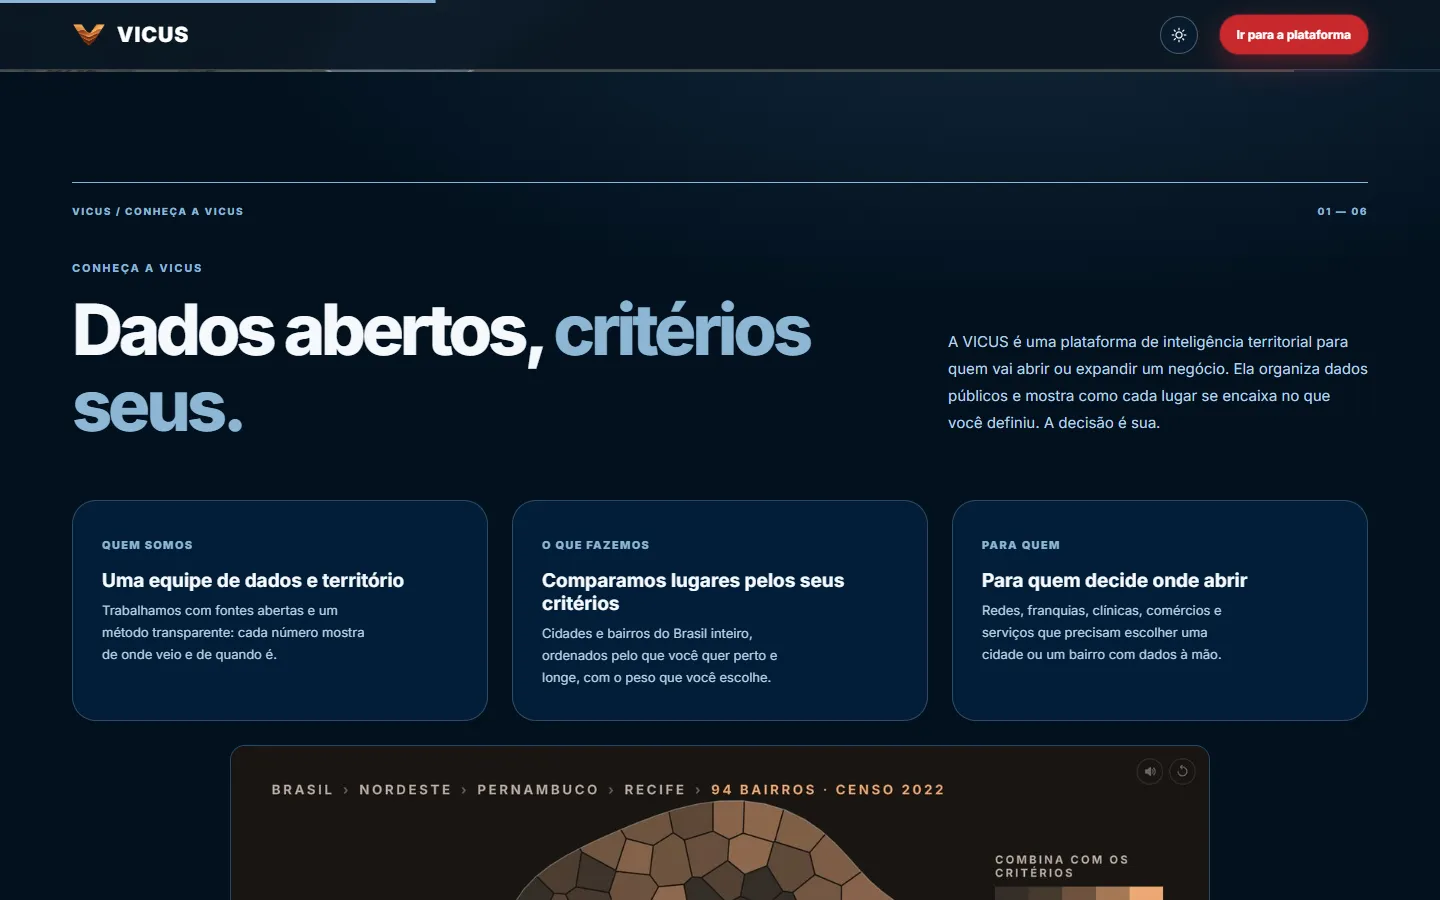 VICUS
Ir para a plataforma
VICUS / CONHEÇA A VICUS
01 — 06
CONHEÇA A VICUS
Dados abertos, critérios
seus.
A VICUS é uma plataforma de inteligência territorial para
quem vai abrir ou expandir um negócio. Ela organiza dados
públicos e mostra como cada lugar se encaixa no que
você definiu. A decisão é sua.
QUEM SOMOS
Uma equipe de dados e território
Trabalhamos com fontes abertas e um
método transparente: cada número mostra
de onde veio e de quando é.
O QUE FAZEMOS
Comparamos lugares pelos seus
critérios
Cidades e bairros do Brasil inteiro,
ordenados pelo que você quer perto e
longe, com o peso que você escolhe.
PARA QUEM
Para quem decide onde abrir
Redes, franquias, clínicas, comércios e
serviços que precisam escolher uma
cidade ou um bairro com dados à mão.
BRASIL › NORDESTE › PERNAMBUCO › RECIFE › 94 BAIRROS · CENSO 2022
COMBINA COM OS
CRITÉRIOS